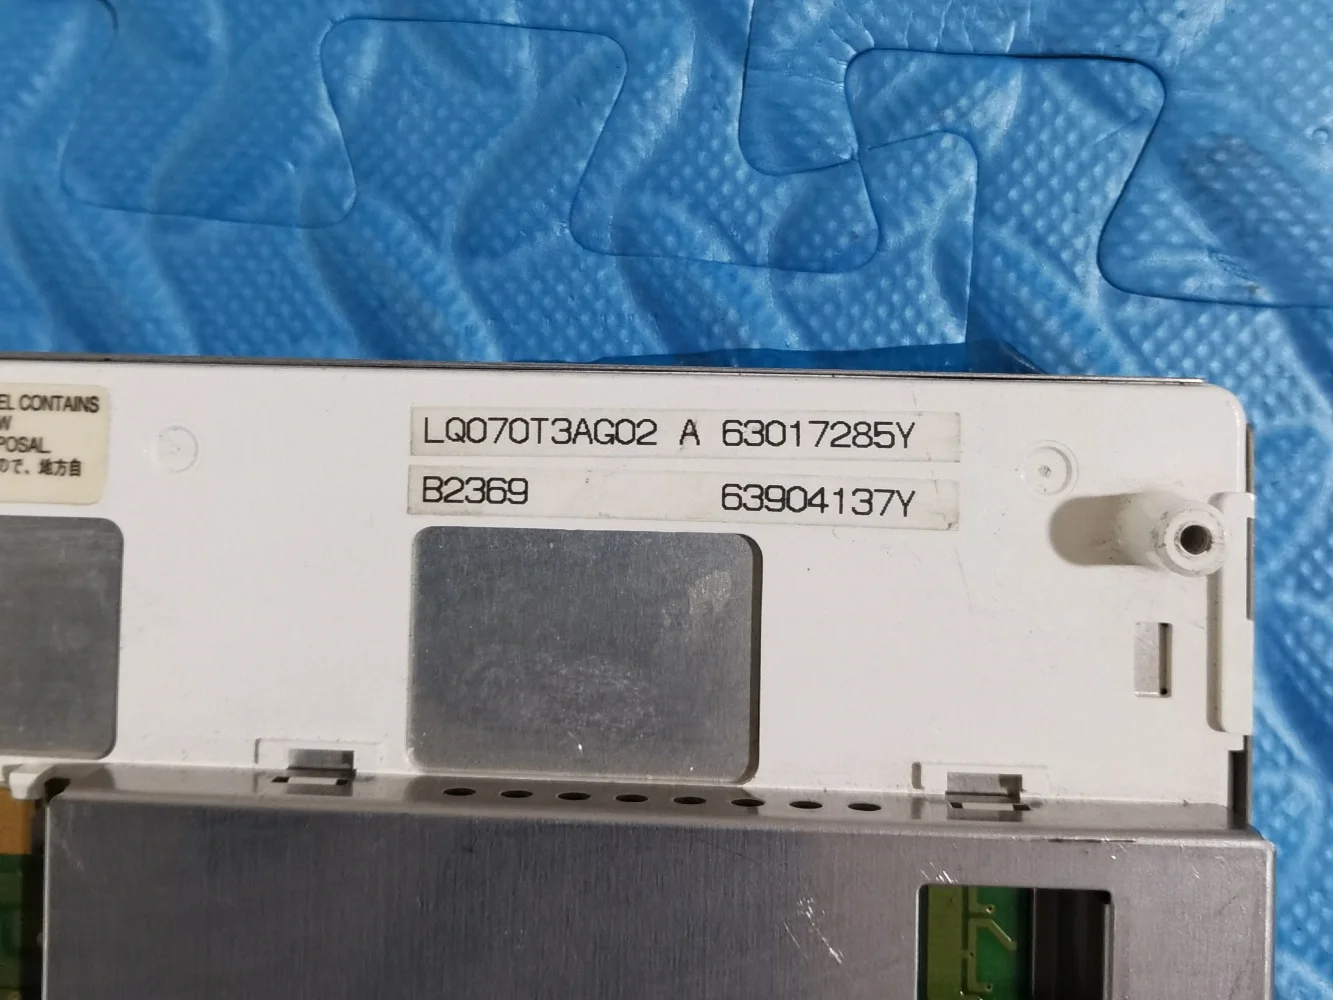 EL CONTAINS
W
POSAL
ので、地方自
LQ070T3AG02 A 63017285Y
B2369 63904137Y